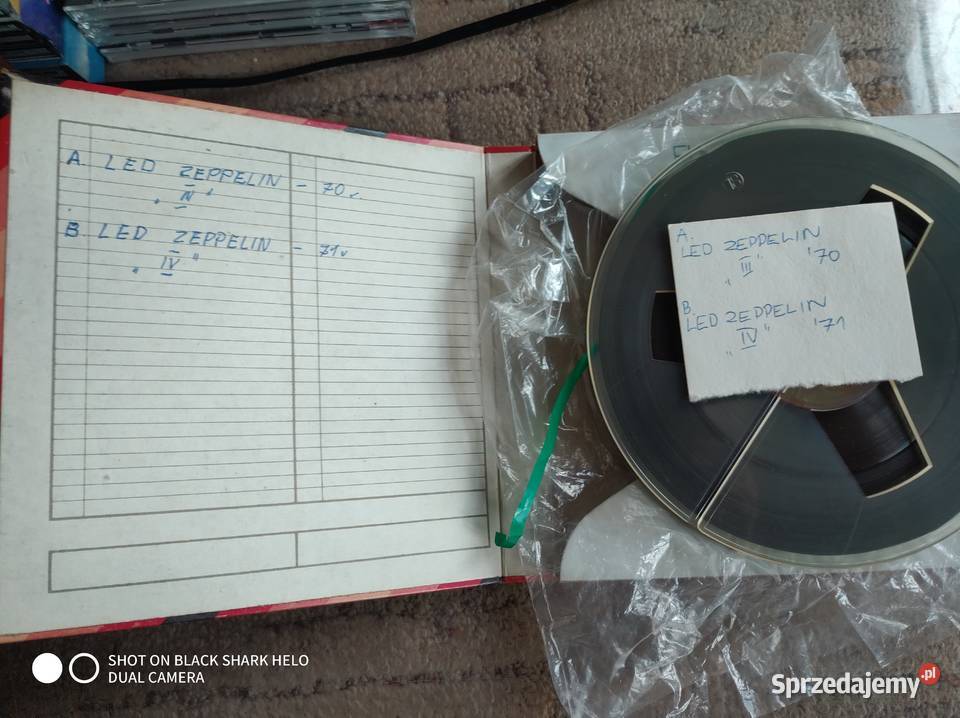 A. LED ZEPPELIN - 70 r.
" III "
B. LED ZEPPELIN - 71 r
" IV "
A.
LED ZEPPELIN
" III " '70
B.
LED ZEPPELIN
" IV " '71
SHOT ON BLACK SHARK HELO
DUAL CAMERA
Sprzedajemy.pl